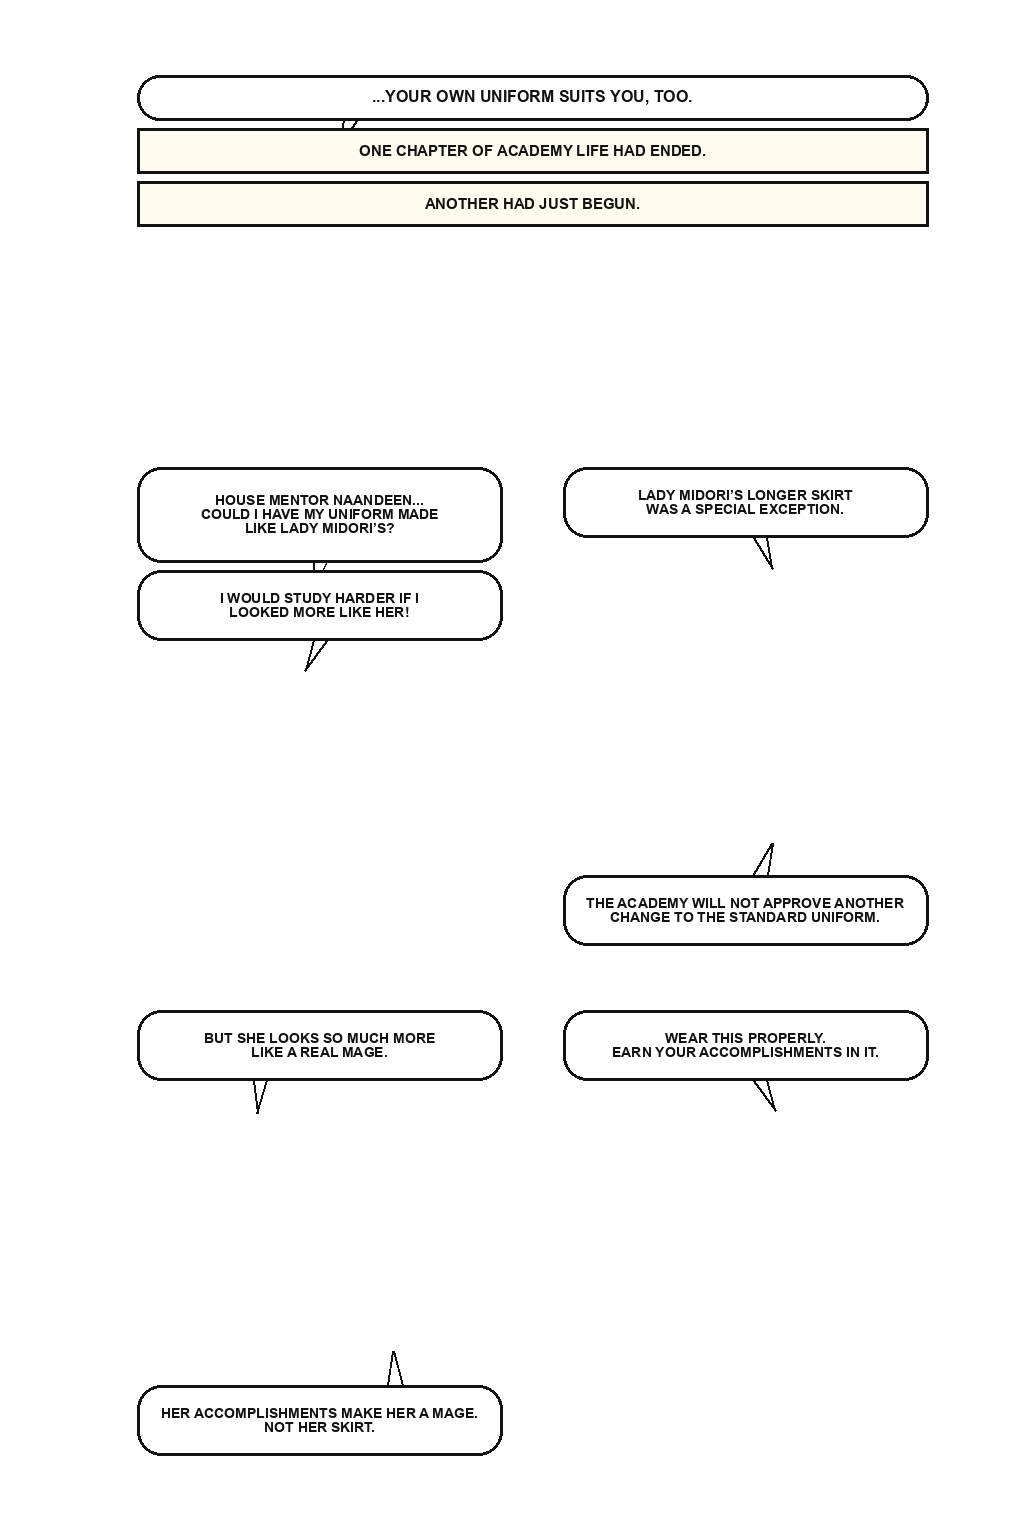 ...YOUR OWN UNIFORM SUITS YOU, TOO.
ONE CHAPTER OF ACADEMY LIFE HAD ENDED.
ANOTHER HAD JUST BEGUN.
HOUSE MENTOR NAANDEEN...
COULD I HAVE MY UNIFORM MADE
LIKE LADY MIDORI’S?
I WOULD STUDY HARDER IF I
LOOKED MORE LIKE HER!
LADY MIDORI’S LONGER SKIRT
WAS A SPECIAL EXCEPTION.
THE ACADEMY WILL NOT APPROVE ANOTHER
CHANGE TO THE STANDARD UNIFORM.
BUT SHE LOOKS SO MUCH MORE
LIKE A REAL MAGE.
HER ACCOMPLISHMENTS MAKE HER A MAGE.
NOT HER SKIRT.
WEAR THIS PROPERLY.
EARN YOUR ACCOMPLISHMENTS IN IT.